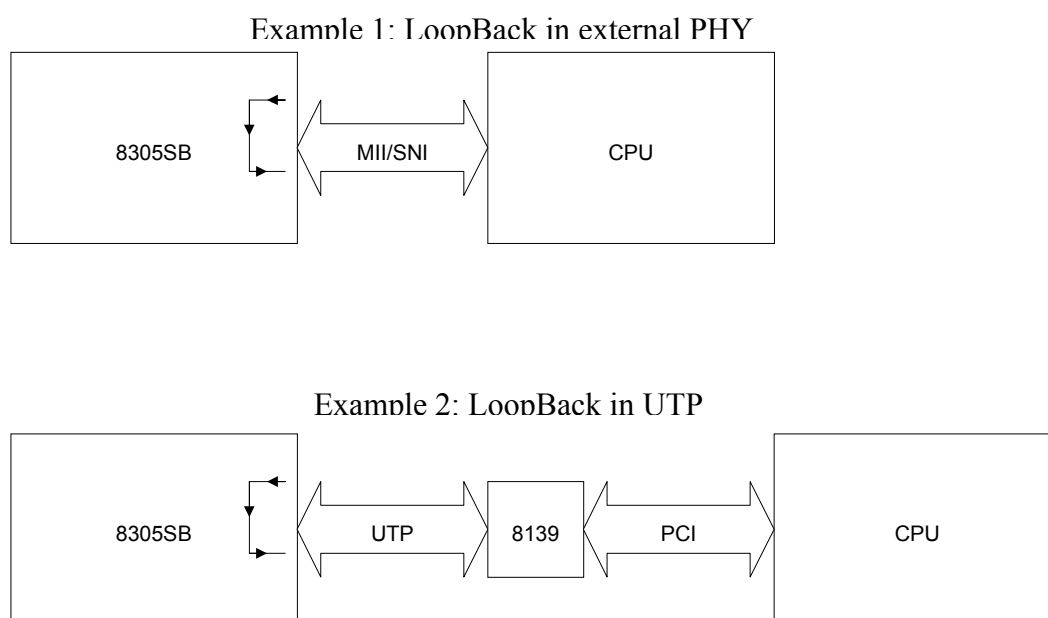 Example 1: LoopBack in external PHY
8305SB MII/SNI CPU
Example 2: LoopBack in UTP
8305SB UTP 8139 PCI CPU